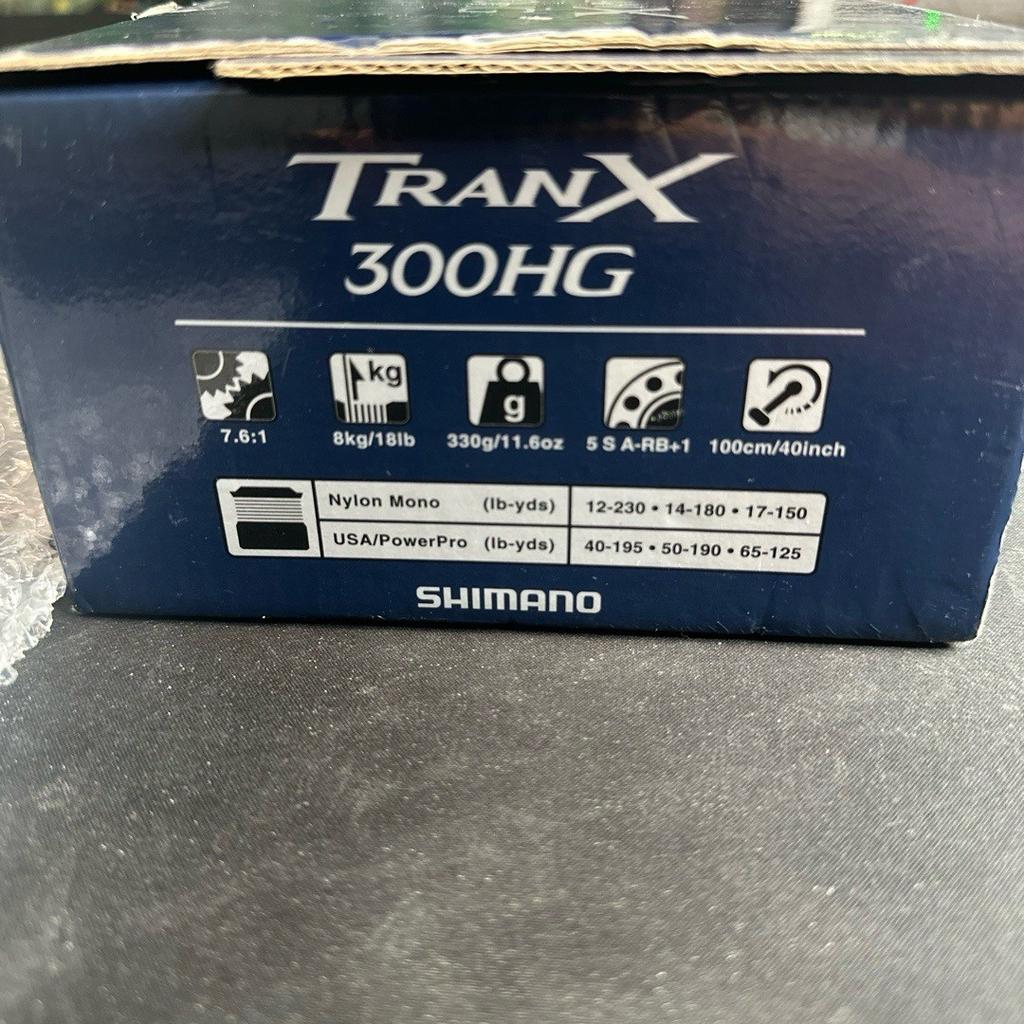 TRANX
300HG
kg
g
7.6:1
8kg/18lb
330g/11.6oz
5 S A-RB+1
100cm/40inch
Nylon Mono (lb-yds) 12-230 • 14-180 • 17-150
USA/PowerPro (lb-yds) 40-195 • 50-190 • 65-125
SHIMANO